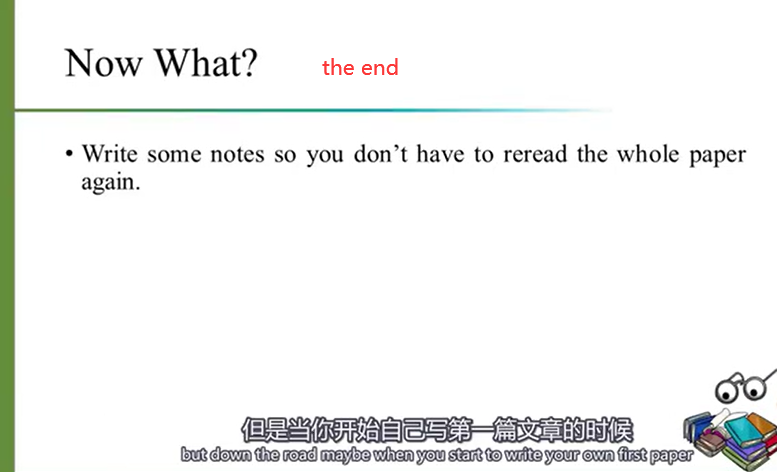 Now What?
the end
• Write some notes so you don't have to reread the whole paper
again.
但是当你开始自己写第一篇文章的时候
but down the road maybe when you start to write your own first paper